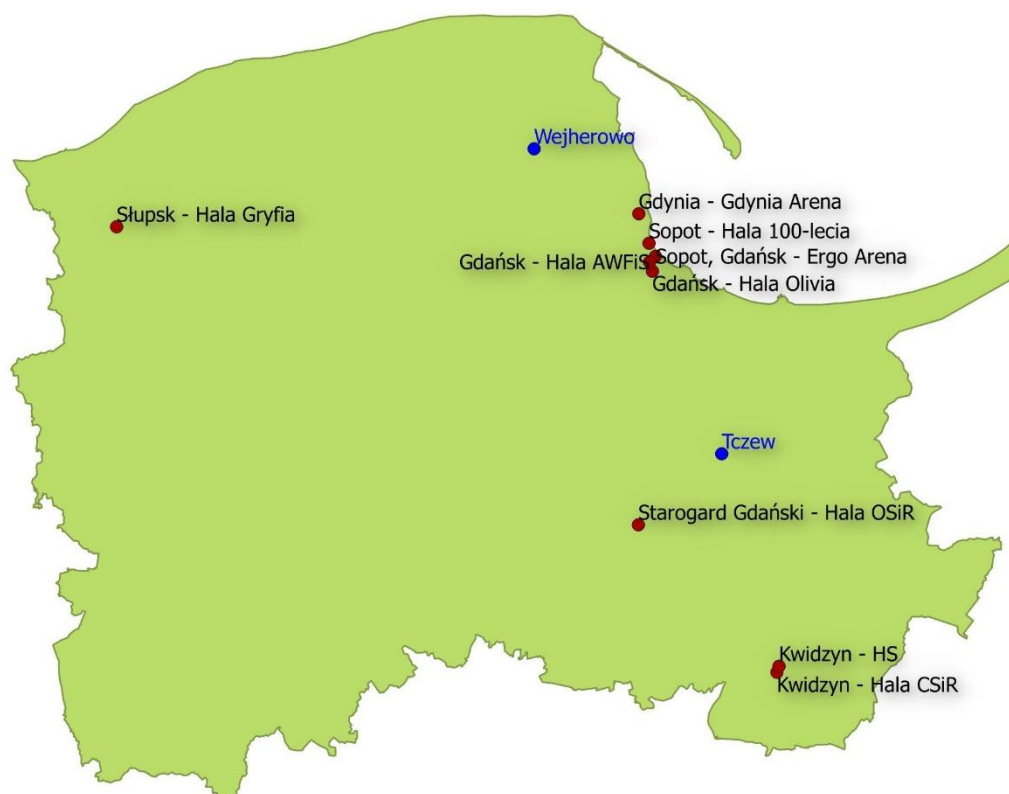 Wejherowo
Słupsk - Hala Gryfia
Gdynia - Gdynia Arena
Sopot - Hala 100-lecia
Sopot, Gdańsk - Ergo Arena
Gdańsk - Hala AWFiS
Gdańsk - Hala Olivia
Tczew
Starogard Gdański - Hala OSiR
Kwidzyn - HS
Kwidzyn - Hala CSiR